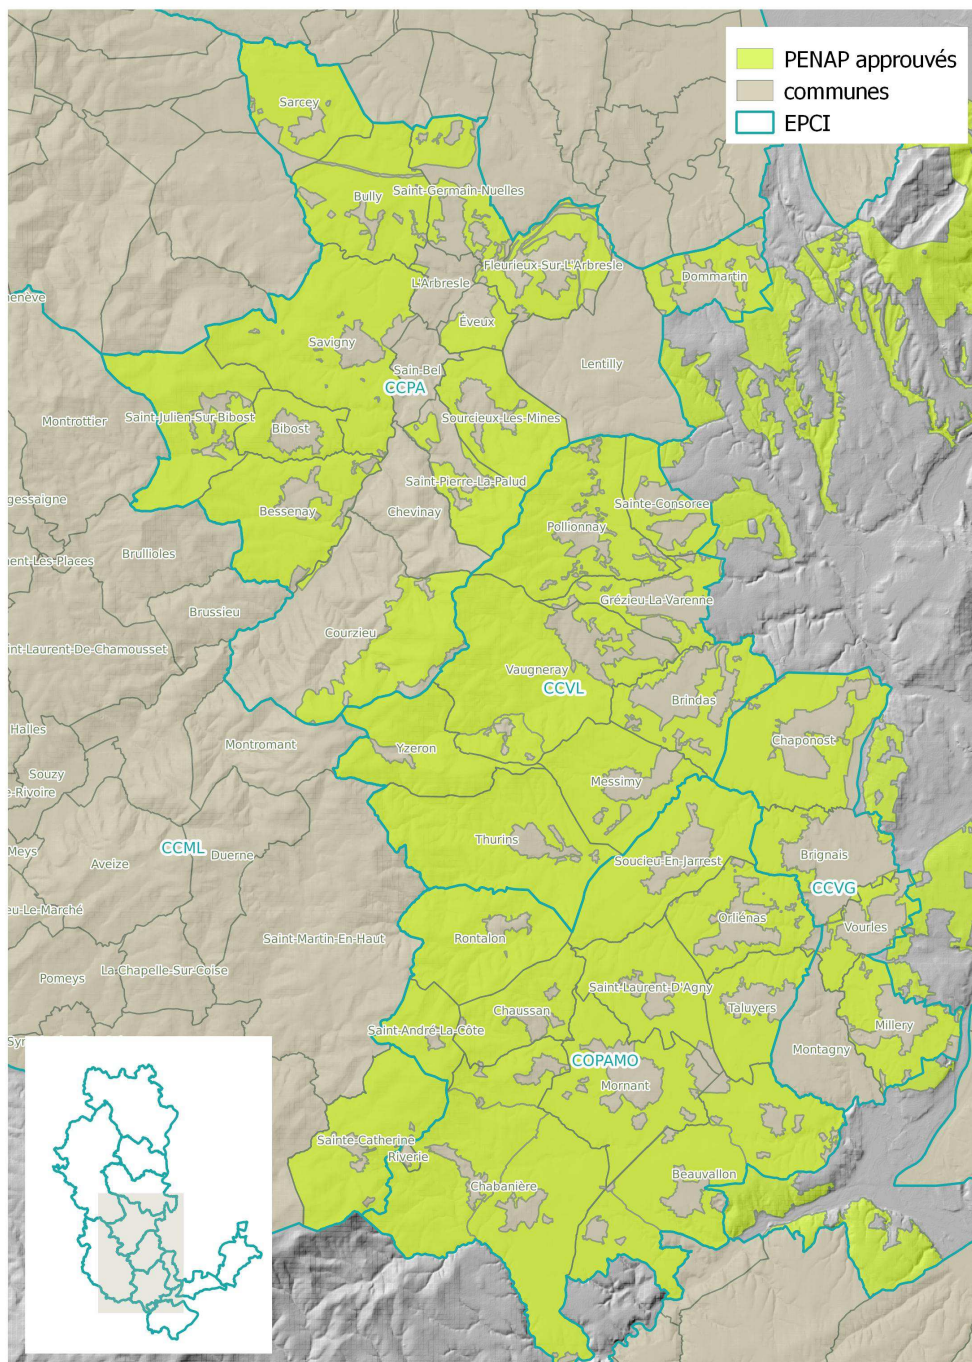 PENAP approuvés
communes
EPCI
Sarcey
Saint-Germain-Nuelles
Bully
Fleurieux-Sur-L'Arbresle
Dommartin
L'Arbresle
Éveux
Savigny
Lentilly
Sain-Bel
CCPA
Montrottier
Saint-Julien-Sur-Bibost
Bibost
Sourcieux-Les-Mines
Saint-Pierre-La-Palud
Sainte-Consorce
Bessenay
Chevinay
Pollionnay
Brullioles
Brussieu
Grézieu-La-Varenne
Courzieu
Vaugneray
CCVL
Brindas
Halles
Montromant
Yzeron
Chaponost
Souzy
Messimy
Thurins
Meys
CCML
Duerne
Aveize
Soucieu-En-Jarrest
Brignais
CCVG
Orliénas
Vourles
Rontalon
Saint-Martin-En-Haut
La-Chapelle-Sur-Coise
Pomeys
Saint-Laurent-D'Agny
Taluyers
Chaussan
Saint-André-La-Côte
Millery
Montagny
COPAMO
Mornant
Sainte-Catherine
Riverie
Beauvallon
Chabanière